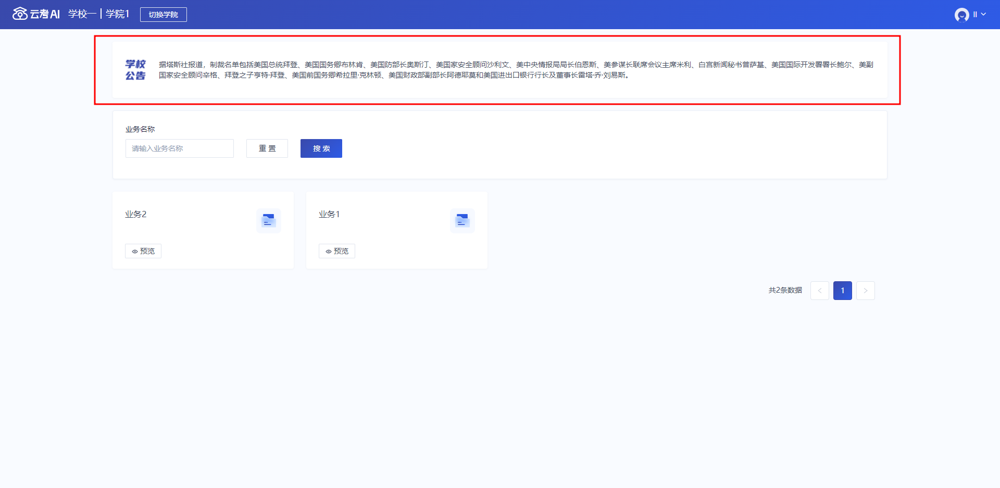 云考AI 学校一 | 学院1 切换学院 II
学校
公告
据塔斯社报道，制裁名单包括美国总统拜登、美国国务卿布林肯、美国防部长奥斯汀、美国家安全顾问沙利文、美中央情报局局长伯恩斯、美参谋长联席会议主席米利、白宫新闻秘书普萨基、美国国际开发署署长鲍尔、美副
国家安全顾问辛格、拜登之子亨特·拜登、美国前国务卿希拉里·克林顿、美国财政部副部长阿德耶莫和美国进出口银行行长及董事长雷塔·乔·刘易斯。
业务名称
请输入业务名称 重 置 搜 索
业务2 业务1
预览 预览
共2条数据 < 1 >